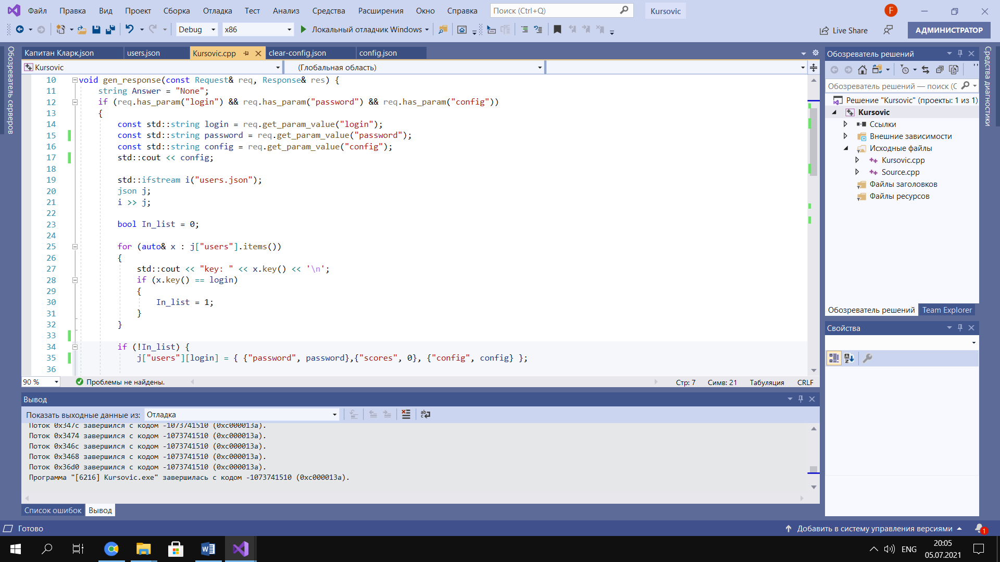 Файл Правка Вид Проект Сборка Отладка Тест Анализ Средства Расширения Окно Справка Поиск (Ctrl+Q) Kursovic F
Debug x86 Локальный отладчик Windows Live Share АДМИНИСТРАТОР
Обозреватель серверов
Капитан Кларк.json users.json Kursovic.cpp clear-config.json config.json
Kursovic (Глобальная область)
10 void gen_response(const Request& req, Response& res) {
11 string Answer = "None";
12 if (req.has_param("login") && req.has_param("password") && req.has_param("config"))
13 {
14 const std::string login = req.get_param_value("login");
15 const std::string password = req.get_param_value("password");
16 const std::string config = req.get_param_value("config");
17 std::cout << config;
18
19 std::ifstream i("users.json");
20 json j;
21 i >> j;
22
23 bool In_list = 0;
24
25 for (auto& x : j["users"].items())
26 {
27 std::cout << "key: " << x.key() << '\n';
28 if (x.key() == login)
29 {
30 In_list = 1;
31 }
32 }
33
34 if (!In_list) {
35 j["users"][login] = { {"password", password},{"scores", 0}, {"config", config} };
36
90 % Проблемы не найдены. Стр: 7 Симв: 21 Табуляция CRLF
Вывод
Показать выходные данные из: Отладка
Поток 0x347c завершился с кодом -1073741510 (0xc000013a).
Поток 0x3474 завершился с кодом -1073741510 (0xc000013a).
Поток 0x346c завершился с кодом -1073741510 (0xc000013a).
Поток 0x3468 завершился с кодом -1073741510 (0xc000013a).
Поток 0x36d0 завершился с кодом -1073741510 (0xc000013a).
Программа "[6216] Kursovic.exe" завершилась с кодом -1073741510 (0xc000013a).
Список ошибок Вывод
Обозреватель решений
Обозреватель решений — поиск (C
Решение "Kursovic" (проекты: 1 из 1)
Kursovic
Ссылки
Внешние зависимости
Исходные файлы
Kursovic.cpp
Source.cpp
Файлы заголовков
Файлы ресурсов
Обозреватель решений Team Explorer
Свойства
Средства диагностики
Готово Добавить в систему управления версиями 1
ENG 20:05
05.07.2021